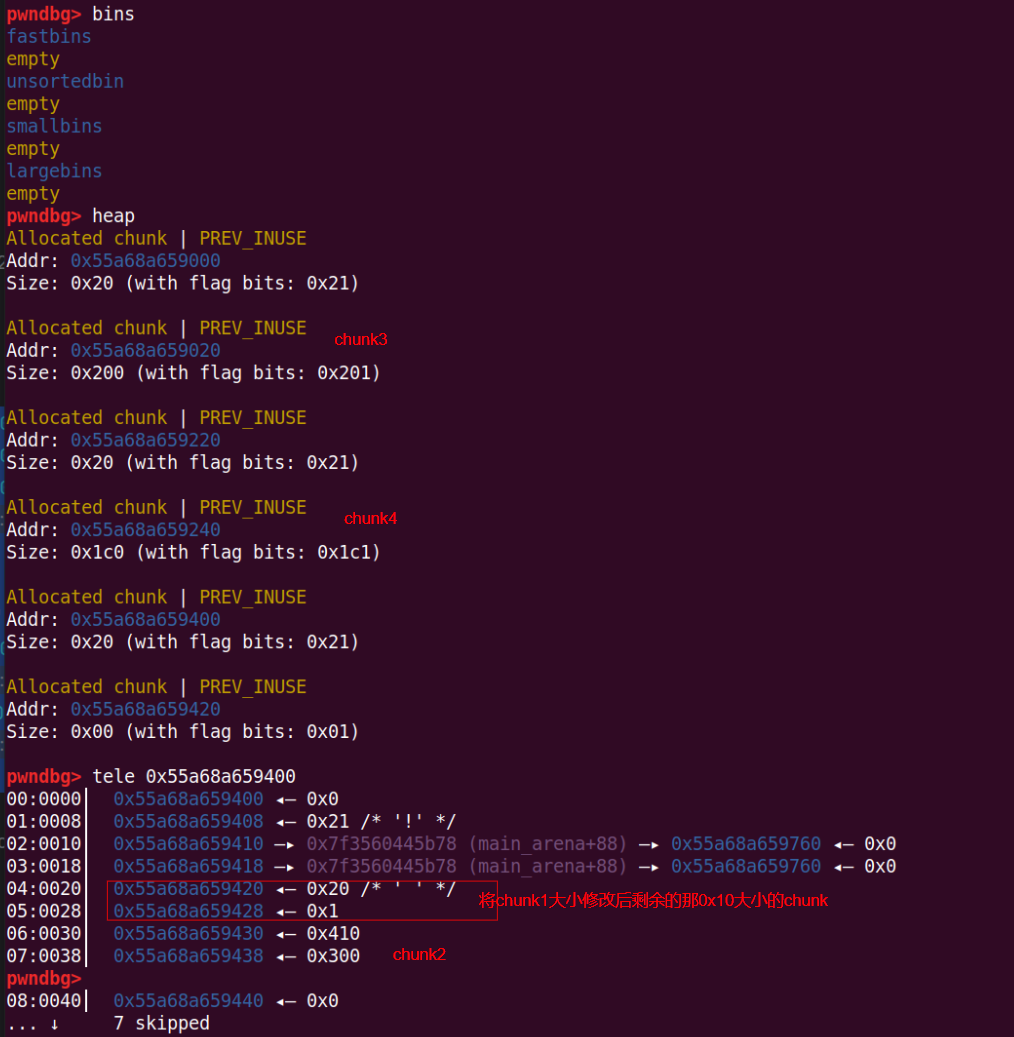 pwndbg> bins
fastbins
empty
unsortedbin
empty
smallbins
empty
largebins
empty
pwndbg> heap
Allocated chunk | PREV_INUSE
Addr: 0x55a68a659000
Size: 0x20 (with flag bits: 0x21)
Allocated chunk | PREV_INUSE
chunk3
Addr: 0x55a68a659020
Size: 0x200 (with flag bits: 0x201)
Allocated chunk | PREV_INUSE
Addr: 0x55a68a659220
Size: 0x20 (with flag bits: 0x21)
Allocated chunk | PREV_INUSE
chunk4
Addr: 0x55a68a659240
Size: 0x1c0 (with flag bits: 0x1c1)
Allocated chunk | PREV_INUSE
Addr: 0x55a68a659400
Size: 0x20 (with flag bits: 0x21)
Allocated chunk | PREV_INUSE
Addr: 0x55a68a659420
Size: 0x00 (with flag bits: 0x01)
pwndbg> tele 0x55a68a659400
00:0000│ 0x55a68a659400 ◂— 0x0
01:0008│ 0x55a68a659408 ◂— 0x21 /* '!' */
02:0010│ 0x55a68a659410 —▸ 0x7f3560445b78 (main_arena+88) —▸ 0x55a68a659760 ◂— 0x0
03:0018│ 0x55a68a659418 —▸ 0x7f3560445b78 (main_arena+88) —▸ 0x55a68a659760 ◂— 0x0
04:0020│ 0x55a68a659420 ◂— 0x20 /* ' ' */
将chunk1大小修改后剩余的那0x10大小的chunk
05:0028│ 0x55a68a659428 ◂— 0x1
06:0030│ 0x55a68a659430 ◂— 0x410
07:0038│ 0x55a68a659438 ◂— 0x300
chunk2
pwndbg>
08:0040│ 0x55a68a659440 ◂— 0x0
... ↓ 7 skipped